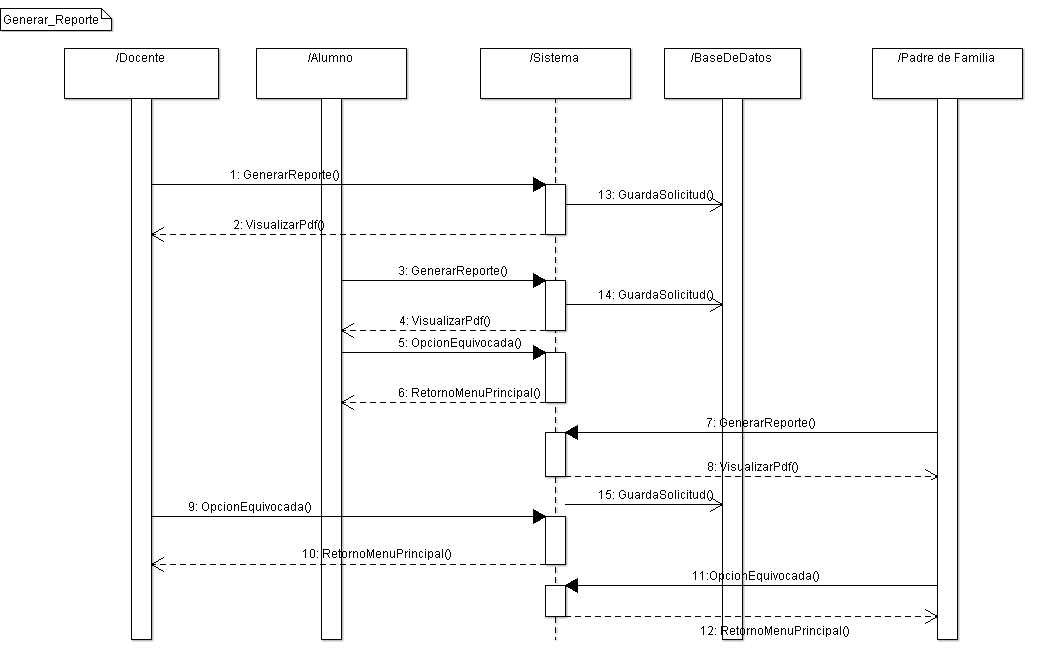 Generar_Reporte
/Docente
/Alumno
/Sistema
/BaseDeDatos
/Padre de Familia
1: GenerarReporte()
13: GuardaSolicitud()
2: VisualizarPdf()
3: GenerarReporte()
14: GuardaSolicitud()
4: VisualizarPdf()
5: OpcionEquivocada()
6: RetornoMenuPrincipal()
7: GenerarReporte()
8: VisualizarPdf()
15: GuardaSolicitud()
9: OpcionEquivocada()
10: RetornoMenuPrincipal()
11:OpcionEquivocada()
12: RetornoMenuPrincipal()